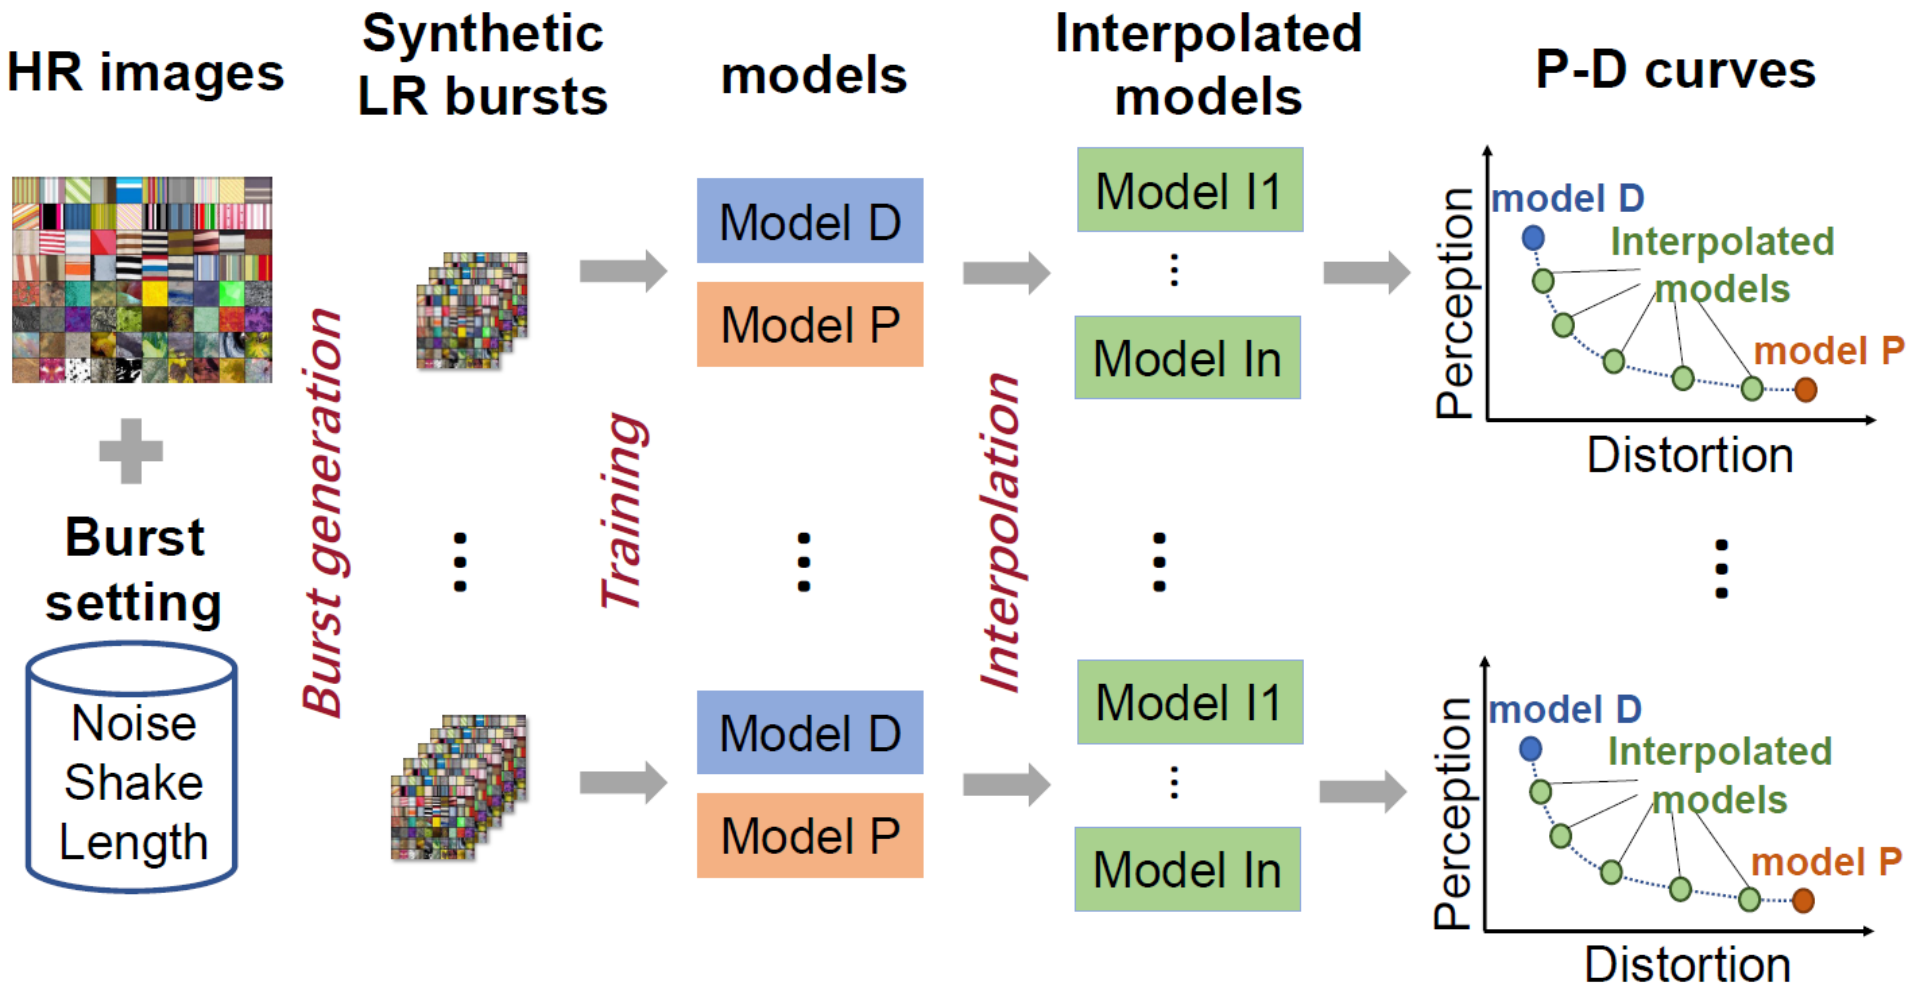 HR images
Synthetic
LR bursts
models
Interpolated
models
P-D curves
Burst
setting
Noise
Shake
Length
Burst generation
Training
Interpolation
Model D
Model P
Model I1
...
Model In
Perception
model D
Interpolated
models
model P
Distortion
...
...
...
...
Model D
Model P
Model I1
...
Model In
Perception
model D
Interpolated
models
model P
Distortion